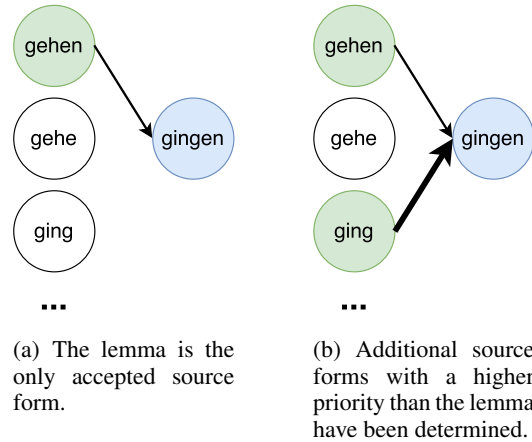 gehen
gehe
gingen
ging
...
(a) The lemma is the
only accepted source
form.
gehen
gehe
gingen
ging
...
(b) Additional source
forms with a higher
priority than the lemma
have been determined.